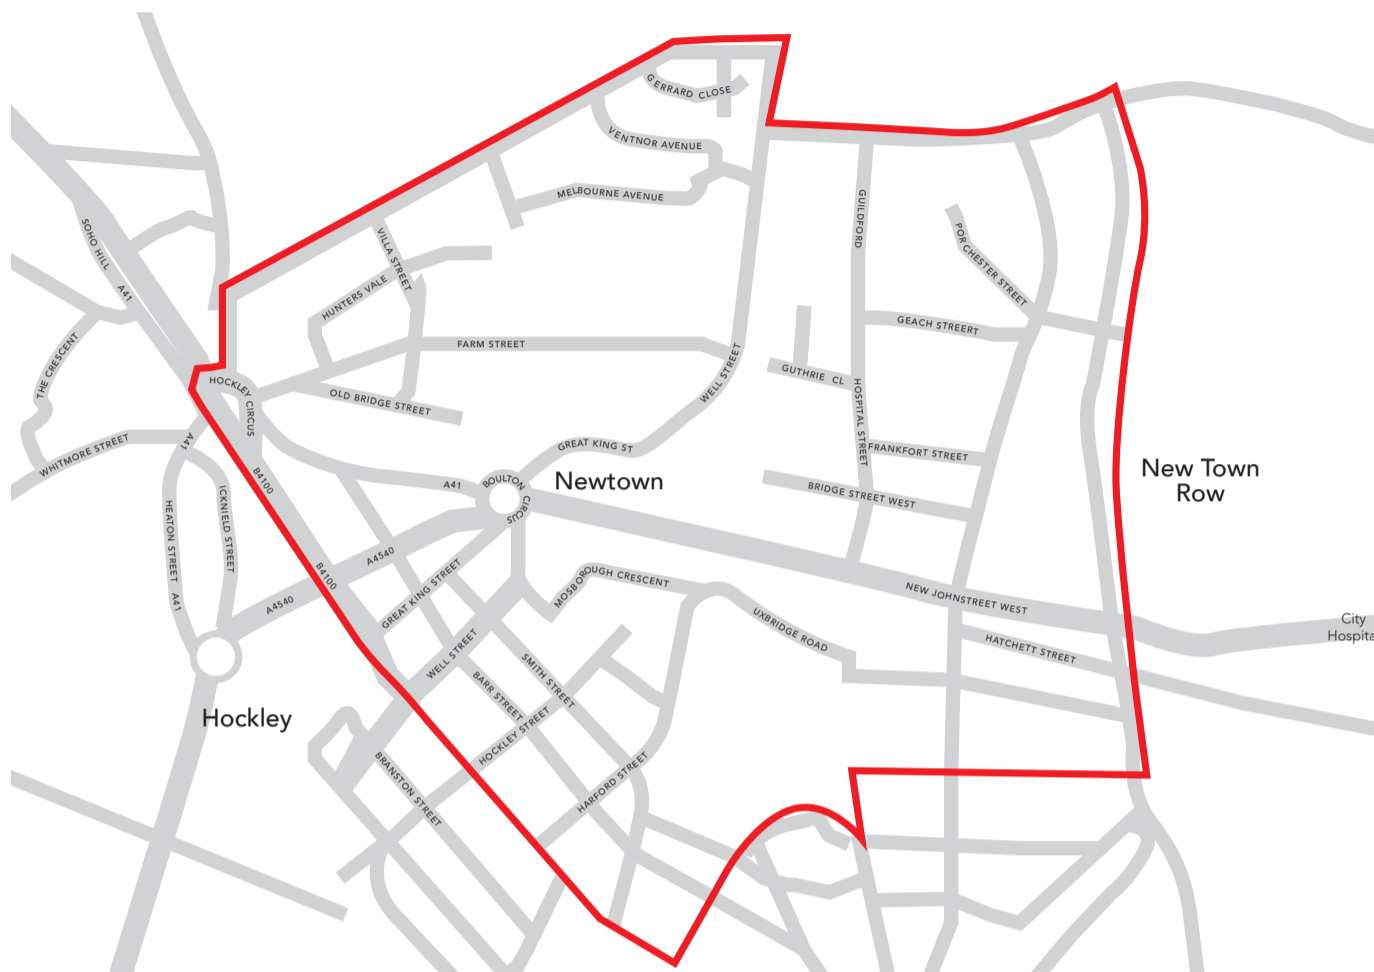 GERRARD CLOSE
VENTNOR AVENUE
MELBOURNE AVENUE
GUILDFORD
SOHO HILL
A41
VILLA STREET
POR CHESTER STREET
HUNTERS VALE
GEACH STREERT
THE CRESCENT
FARM STREET
WELL STREET
GUTHRIE CL
HOCKLEY CIRCUS
OLD BRIDGE STREET
HOSPITAL STREET
WHITMORE STREET
A41
GREAT KING ST
FRANKFORT STREET
New Town
Row
B4100
A41
BOULTON CIRCUS
Newtown
BRIDGE STREET WEST
ICKNIELD STREET
HEATON STREET
A41
A4540
B4100
A4540
GREAT KING STREET
MOSBOROUGH CRESCENT
NEW JOHNSTREET WEST
UXBRIDGE ROAD
City
Hospita
HATCHETT STREET
WELL STREET
SMITH STREET
BARR STREET
Hockley
HOCKLEY STREET
BRANSTON STREET
HARFORD STREET